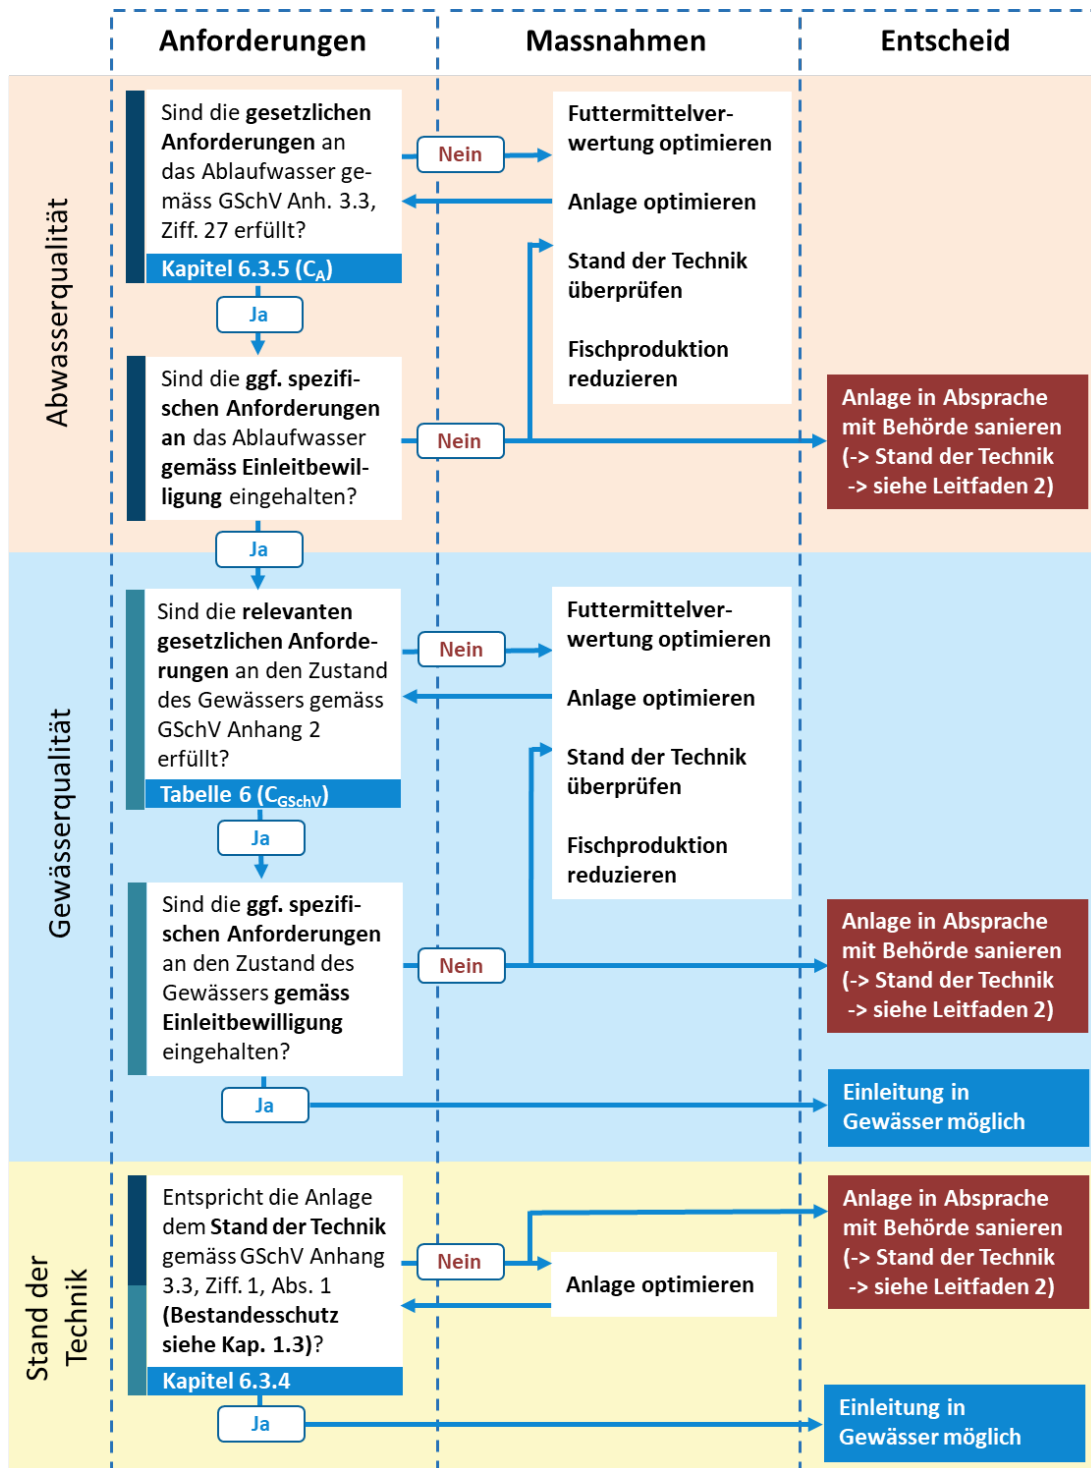 Anforderungen
Massnahmen
Entscheid
Abwasserqualität
Sind die gesetzlichen
Anforderungen an
das Ablaufwasser ge-
mäss GSchV Anh. 3.3,
Ziff. 27 erfüllt?
Kapitel 6.3.5 (CA)
Nein
Futtermittelver-
wertung optimieren
Anlage optimieren
Stand der Technik
überprüfen
Fischproduktion
reduzieren
Ja
Sind die ggf. spezifi-
schen Anforderungen
an das Ablaufwasser
gemäss Einleitbewil-
ligung eingehalten?
Nein
Anlage in Absprache
mit Behörde sanieren
(-> Stand der Technik
-> siehe Leitfaden 2)
Ja
Gewässerqualität
Sind die relevanten
gesetzlichen Anforde-
rungen an den Zustand
des Gewässers gemäss
GSchV Anhang 2
erfüllt?
Tabelle 6 (CGSchV)
Nein
Futtermittelver-
wertung optimieren
Anlage optimieren
Stand der Technik
überprüfen
Fischproduktion
reduzieren
Ja
Sind die ggf. spezifi-
schen Anforderungen
an den Zustand des
Gewässers gemäss
Einleitbewilligung
eingehalten?
Nein
Anlage in Absprache
mit Behörde sanieren
(-> Stand der Technik
-> siehe Leitfaden 2)
Ja
Einleitung in
Gewässer möglich
Stand der
Technik
Entspricht die Anlage
dem Stand der Technik
gemäss GSchV Anhang
3.3, Ziff. 1, Abs. 1
(Bestandesschutz
siehe Kap. 1.3)?
Kapitel 6.3.4
Nein
Anlage optimieren
Anlage in Absprache
mit Behörde sanieren
(-> Stand der Technik
-> siehe Leitfaden 2)
Ja
Einleitung in
Gewässer möglich